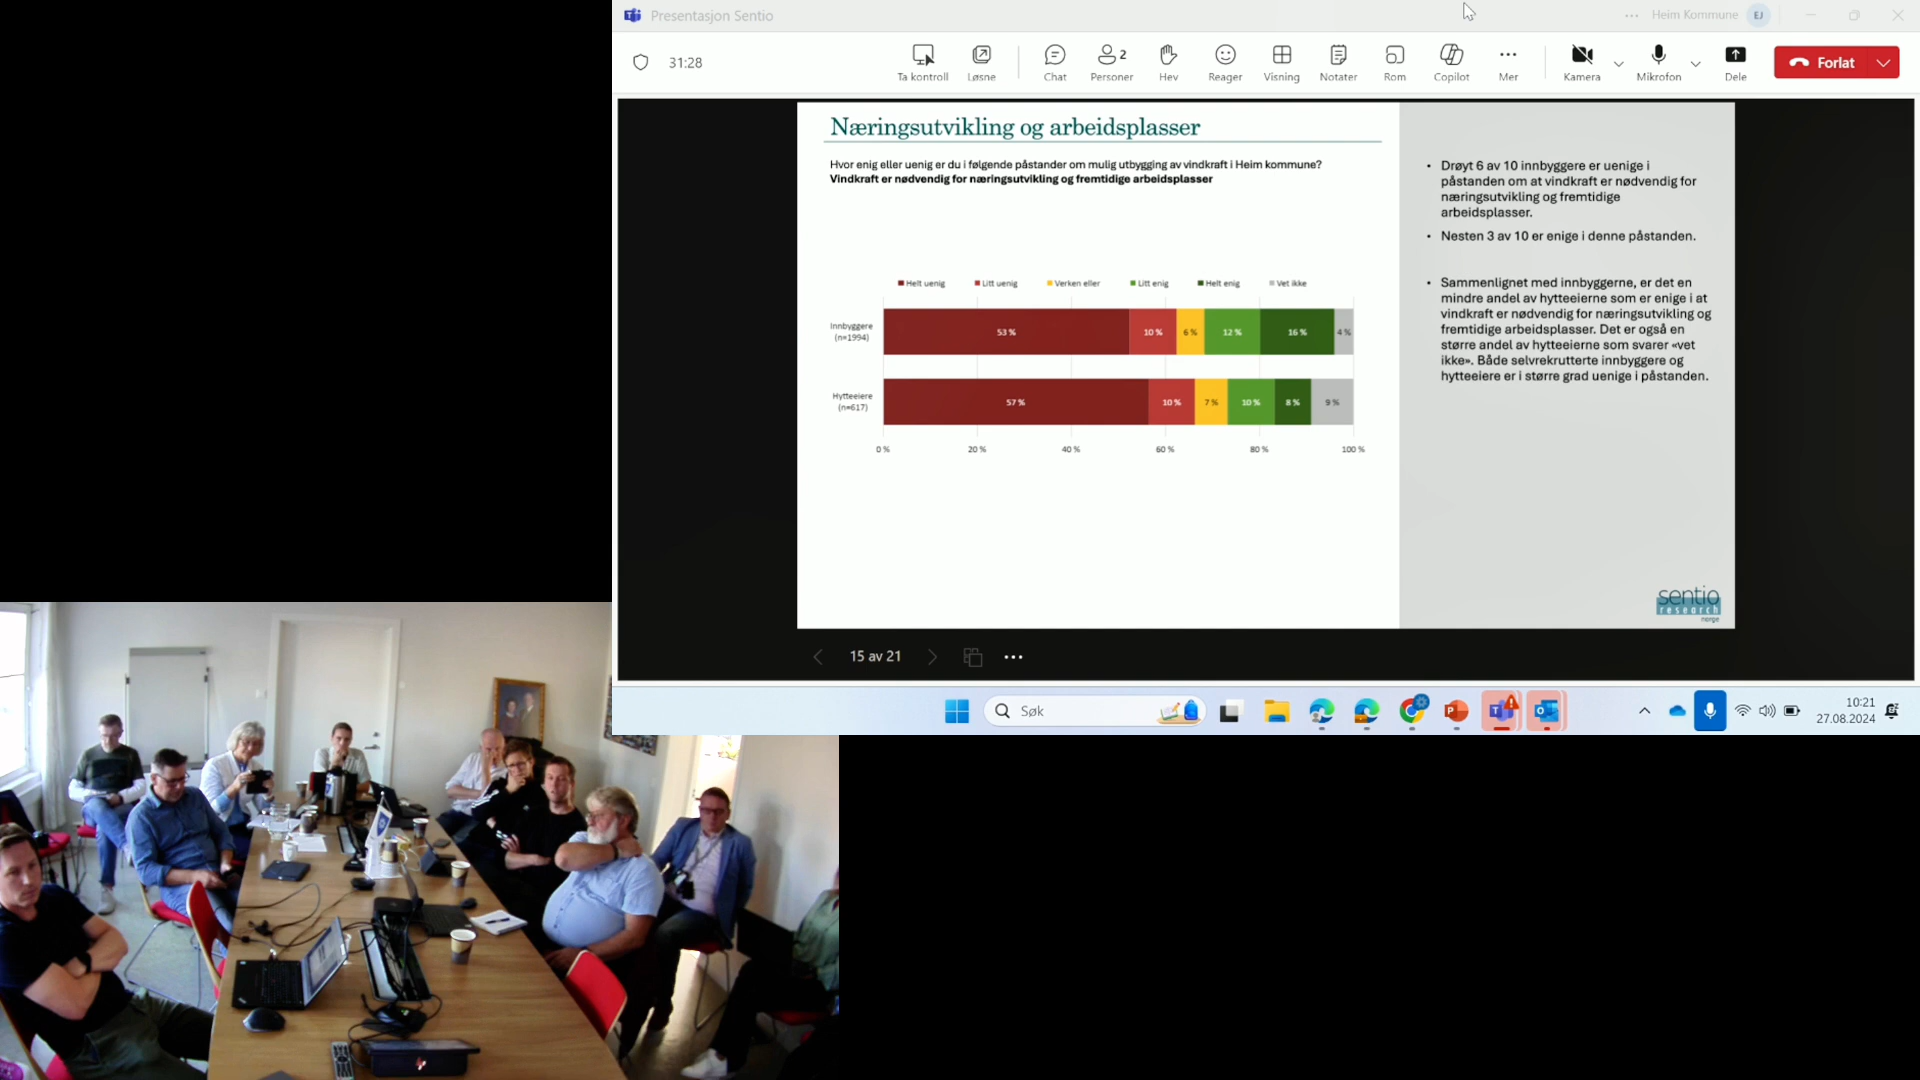 Presentasjon Sentio
Heim Kommune
EJ
31:28
Ta kontroll
Løsne
Chat
2
Personer
Hev
Reager
Visning
Notater
Rom
Copilot
Mer
Kamera
Mikrofon
Dele
Forlat
Næringsutvikling og arbeidsplasser
Hvor enig eller uenig er du i følgende påstander om mulig utbygging av vindkraft i Heim kommune?
Vindkraft er nødvendig for næringsutvikling og fremtidige arbeidsplasser
Helt uenig
Litt uenig
Verken eller
Litt enig
Helt enig
Vet ikke
Innbyggere
(n=1994)
53 %
10 %
6 %
12 %
16 %
4 %
Hytteeiere
(n=617)
57 %
10 %
7 %
10 %
8 %
9 %
0 %
20 %
40 %
60 %
80 %
100 %
• Drøyt 6 av 10 innbyggere er uenige i
påstanden om at vindkraft er nødvendig for
næringsutvikling og fremtidige
arbeidsplasser.
• Nesten 3 av 10 er enige i denne påstanden.
• Sammenlignet med innbyggerne, er det en
mindre andel av hytteeierne som er enige i at
vindkraft er nødvendig for næringsutvikling og
fremtidige arbeidsplasser. Det er også en
større andel av hytteeierne som svarer «vet
ikke». Både selvrekrutterte innbyggere og
hytteeiere er i større grad uenige i påstanden.
sentio
research
norge
15 av 21
Søk
10:21
27.08.2024